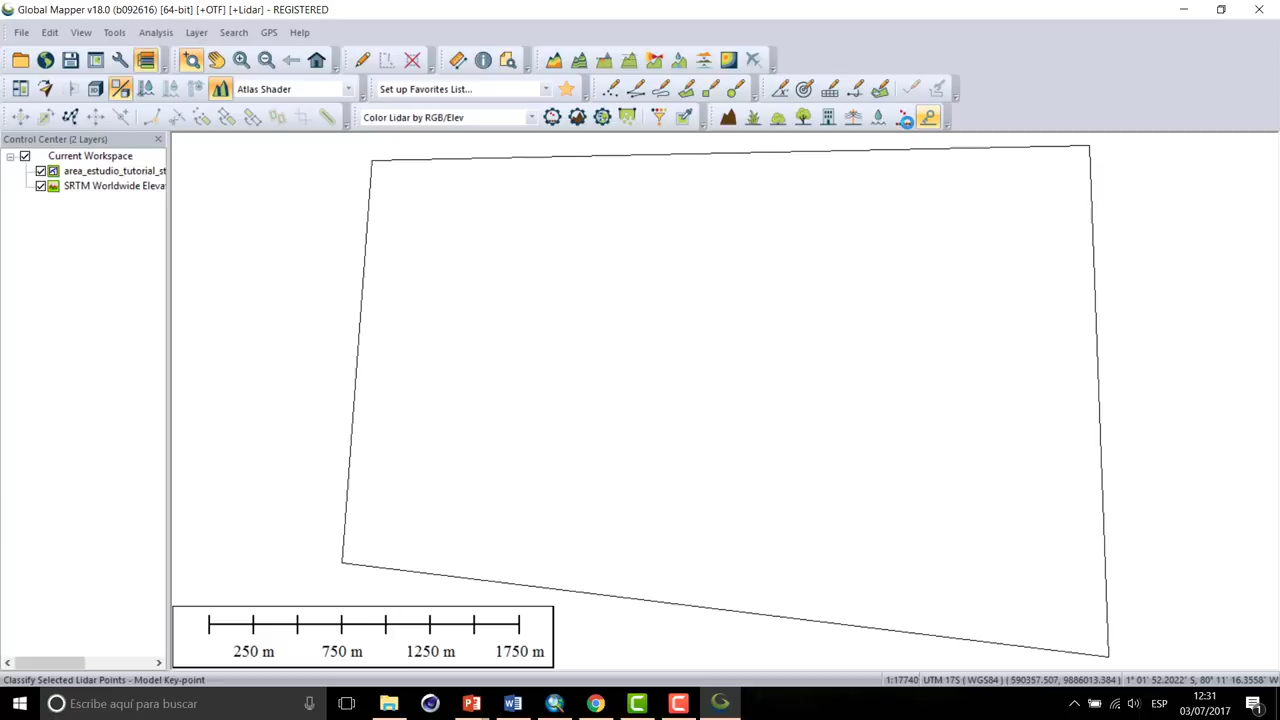 Global Mapper v18.0 (b092616) [64-bit] [+OTF] [+Lidar] - REGISTERED
File Edit View Tools Analysis Layer Search GPS Help
Atlas Shader
Set up Favorites List...
Color Lidar by RGB/Elev
Control Center (2 Layers)
Current Workspace
area_estudio_tutorial_st
SRTM Worldwide Eleva
250 m 750 m 1250 m 1750 m
Classify Selected Lidar Points - Model Key-point
1:17740 UTM 17S (WGS84) ( 590357.507, 9886013.384 ) 1° 01' 52.2022" S, 80° 11' 16.3558" W
Escribe aquí para buscar
ESP
12:31
03/07/2017
1